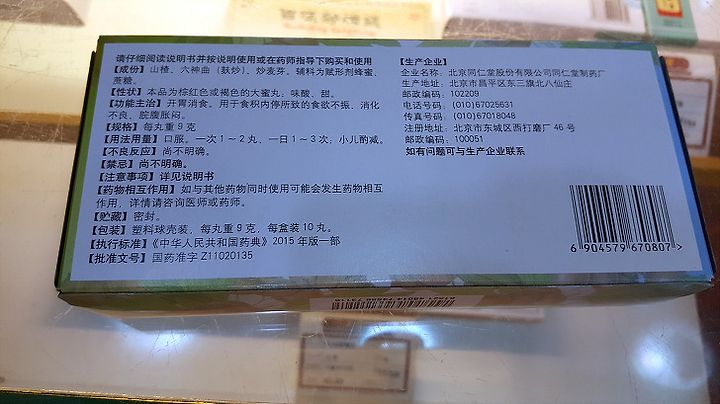 请仔细阅读说明书并按说明使用或在药师指导下购买和使用
【成份】山楂、六神曲（麸炒）、炒麦芽。辅料为赋形剂蜂蜜、
蔗糖。
【性状】本品为棕红色或褐色的大蜜丸；味酸、甜。
【功能主治】开胃消食。用于食积内停所致的食欲不振、消化
不良、脘腹胀闷。
【规格】每丸重9克
【用法用量】口服。一次1～2丸，一日1～3次；小儿酌减。
【不良反应】尚不明确。
【禁忌】尚不明确。
【注意事项】详见说明书
【药物相互作用】如与其他药物同时使用可能会发生药物相互
作用，详情请咨询医师或药师。
【贮藏】密封。
【包装】塑料球壳装，每丸重9克，每盒装10丸。
【执行标准】《中华人民共和国药典》2015年版一部
【批准文号】国药准字Z11020135
【生产企业】
企业名称：北京同仁堂股份有限公司同仁堂制药厂
生产地址：北京市昌平区东三旗北八仙庄
邮政编码：102209
电话号码：(010)67025631
传真号码：(010)67018048
注册地址：北京市东城区西打磨厂46号
邮政编码：100051
如有问题可与生产企业联系
6 904579 670807 >